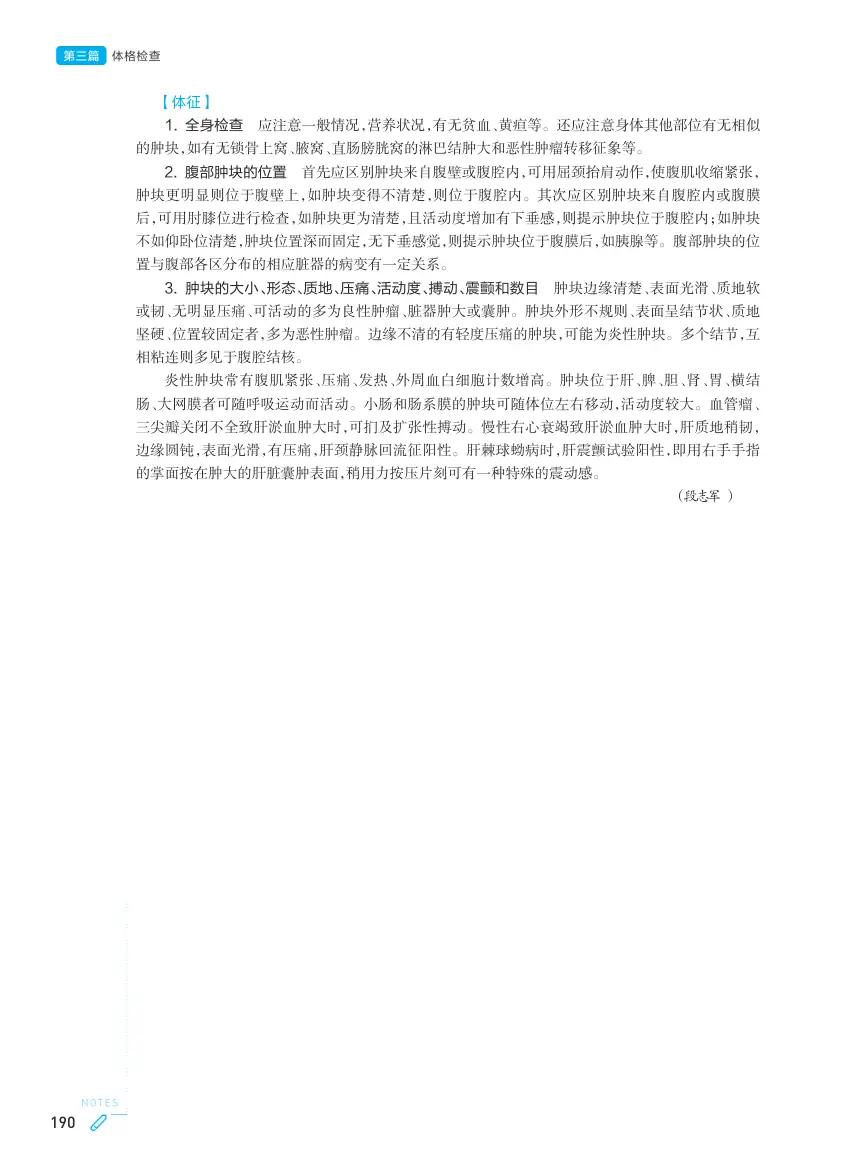 第三篇 体格检查
【体征】
1. 全身检查 应注意一般情况,营养状况,有无贫血、黄疸等。还应注意身体其他部位有无相似
的肿块,如有无锁骨上窝、腋窝、直肠膀胱窝的淋巴结肿大和恶性肿瘤转移征象等。
2. 腹部肿块的位置 首先应区别肿块来自腹壁或腹腔内,可用屈颈抬肩动作,使腹肌收缩紧张,
肿块更明显则位于腹壁上,如肿块变得不清楚,则位于腹腔内。其次应区别肿块来自腹腔内或腹膜
后,可用肘膝位进行检查,如肿块更为清楚,且活动度增加有下垂感,则提示肿块位于腹腔内;如肿块
不如仰卧位清楚,肿块位置深而固定,无下垂感觉,则提示肿块位于腹膜后,如胰腺等。腹部肿块的位
置与腹部各区分布的相应脏器的病变有一定关系。
3. 肿块的大小、形态、质地、压痛、活动度、搏动、震颤和数目 肿块边缘清楚、表面光滑、质地软
或韧、无明显压痛、可活动的多为良性肿瘤、脏器肿大或囊肿。肿块外形不规则、表面呈结节状、质地
坚硬、位置较固定者,多为恶性肿瘤。边缘不清的有轻度压痛的肿块,可能为炎性肿块。多个结节,互
相粘连则多见于腹腔结核。
炎性肿块常有腹肌紧张、压痛、发热、外周血白细胞计数增高。肿块位于肝、脾、胆、肾、胃、横结
肠、大网膜者可随呼吸运动而活动。小肠和肠系膜的肿块可随体位左右移动,活动度较大。血管瘤、
三尖瓣关闭不全致肝淤血肿大时,可扪及扩张性搏动。慢性右心衰竭致肝淤血肿大时,肝质地稍韧,
边缘圆钝,表面光滑,有压痛,肝颈静脉回流征阳性。肝棘球蚴病时,肝震颤试验阳性,即用右手手指
的掌面按在肿大的肝脏囊肿表面,稍用力按压片刻可有一种特殊的震动感。
(段志军 )
NOTES
190